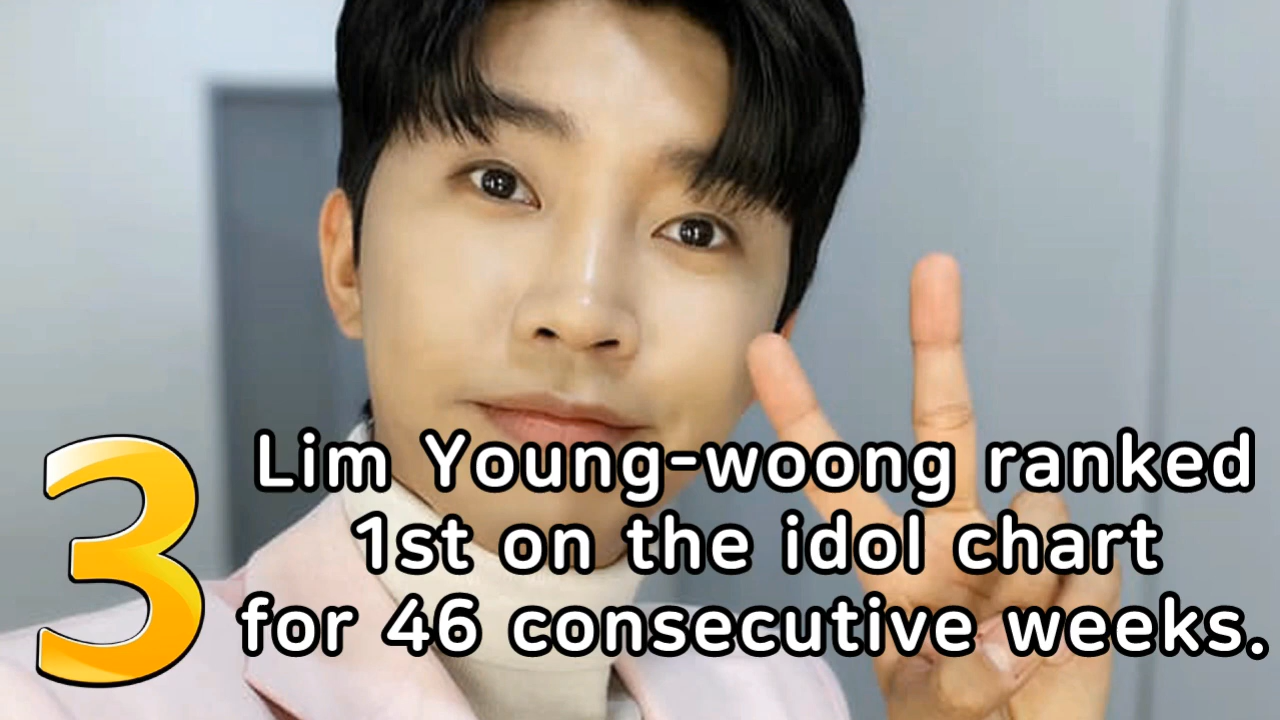 3
Lim Young-woong ranked
1st on the idol chart
for 46 consecutive weeks.